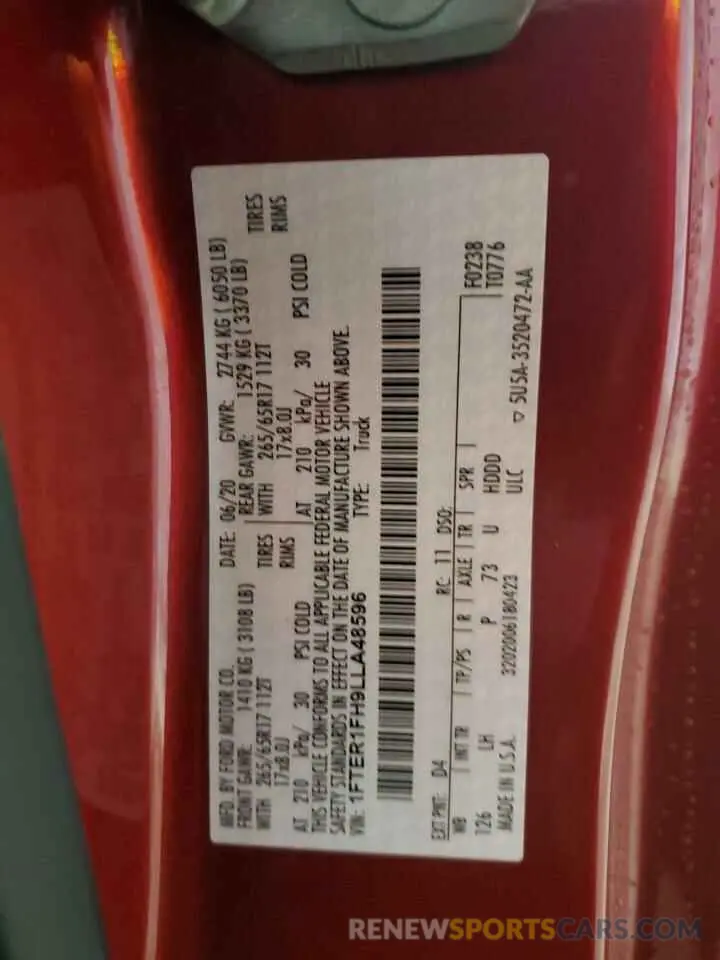 MFD. BY FORD MOTOR CO. DATE: 06/20 GVWR: 2744 KG ( 6050 LB)
FRONT GAWR: 1410 KG ( 3108 LB) REAR GAWR: 1529 KG ( 3370 LB)
WITH 265/65R17 112T TIRES WITH 265/65R17 112T TIRES
17x8.0J RIMS 17x8.0J RIMS
AT 210 kPa/ 30 PSI COLD AT 210 kPa/ 30 PSI COLD
THIS VEHICLE CONFORMS TO ALL APPLICABLE FEDERAL MOTOR VEHICLE
SAFETY STANDARDS IN EFFECT ON THE DATE OF MANUFACTURE SHOWN ABOVE.
VIN: 1FTER1FH9LLA48596 TYPE: Truck
EXT PNT: D4 RC: 11 DSO: F0238
WB INT TR TP/PS R AXLE TR SPR T0776
126 LH P 73 U HDDD
MADE IN U.S.A. 3202006180423 ULC ▽ 5U5A-3520472-AA
RENEWSPORTSCARS.COM